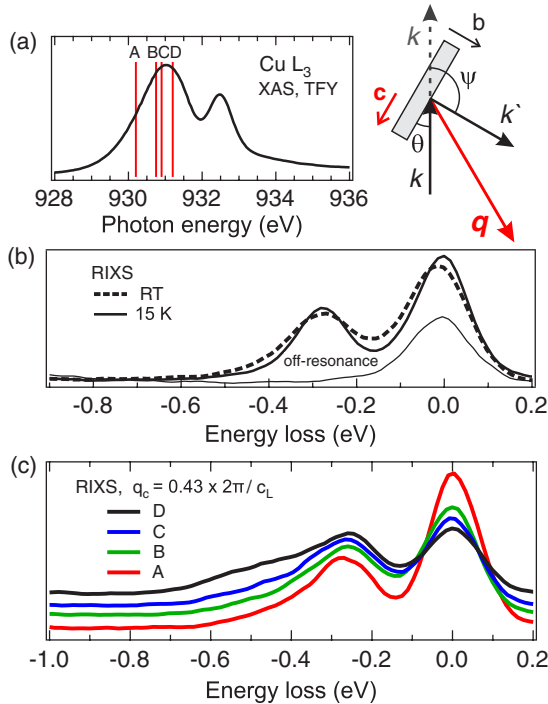 (a)
A BCD
Cu L3
XAS, TFY
928 930 932 934 936
Photon energy (eV)
k
b
c
ψ
k`
θ
k
q
(b)
RIXS
RT
15 K
off-resonance
-0.8 -0.6 -0.4 -0.2 0.0 0.2
Energy loss (eV)
(c)
RIXS, qc = 0.43 x 2π / cL
D
C
B
A
-1.0 -0.8 -0.6 -0.4 -0.2 0.0 0.2
Energy loss (eV)